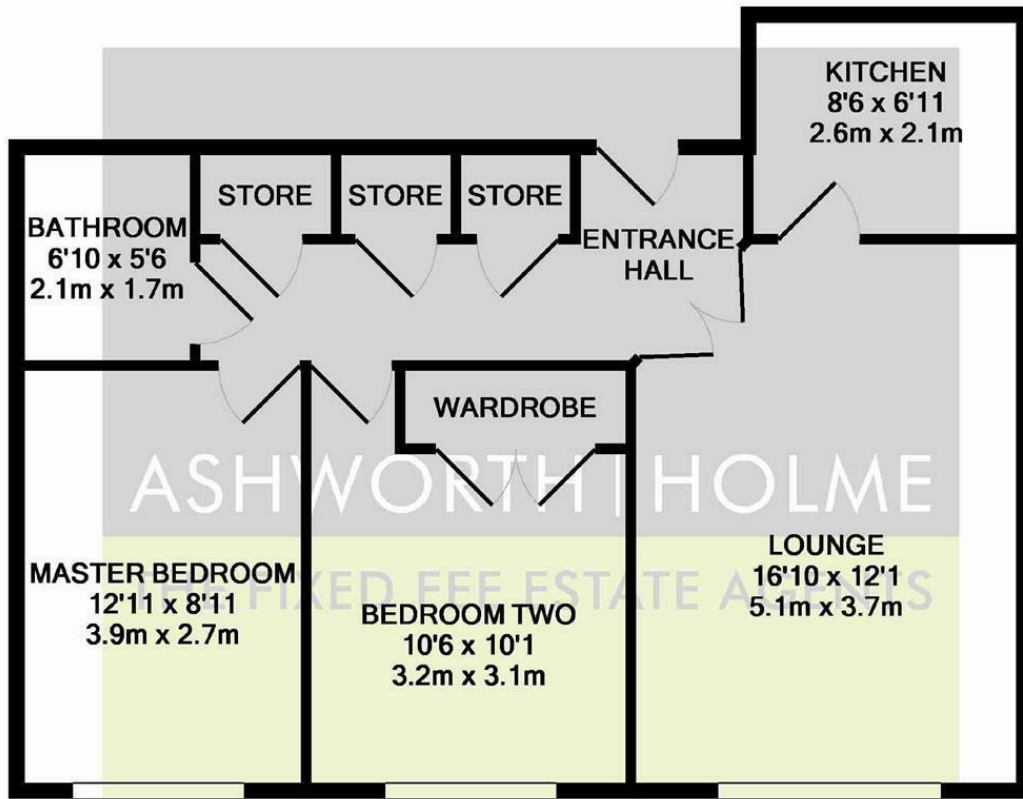 KITCHEN
8'6 x 6'11
2.6m x 2.1m
STORE
STORE
STORE
BATHROOM
6'10 x 5'6
2.1m x 1.7m
ENTRANCE
HALL
WARDROBE
ASHWORTH | HOLME
THE FIXED FEE ESTATE AGENTS
MASTER BEDROOM
12'11 x 8'11
3.9m x 2.7m
BEDROOM TWO
10'6 x 10'1
3.2m x 3.1m
LOUNGE
16'10 x 12'1
5.1m x 3.7m